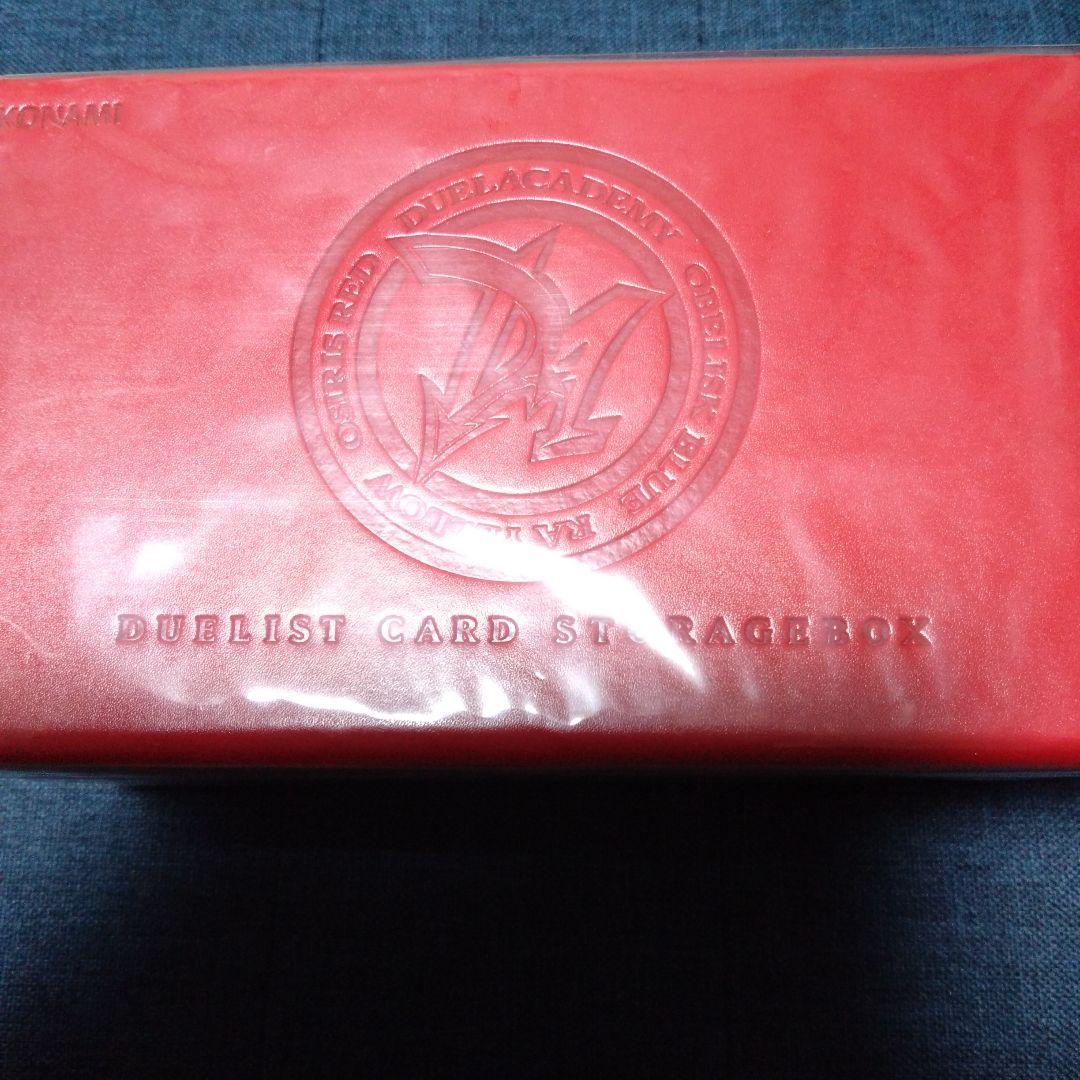 KONAMI
DUELACADEMY
OSIRIS RED
OBELISK BLUE
RA YELLOW
DUELIST CARD STORAGEBOX